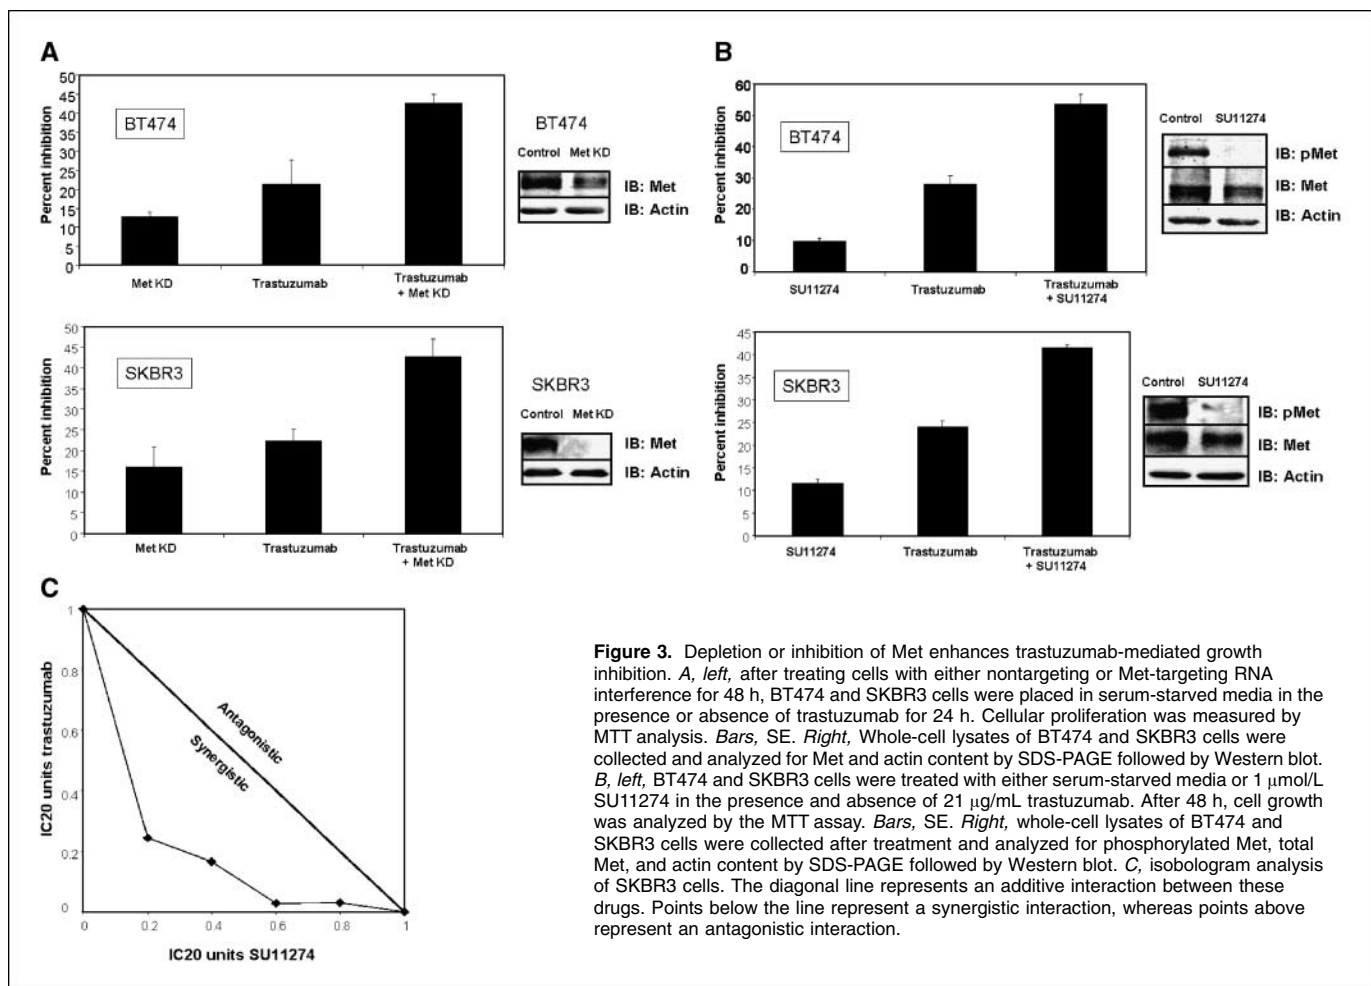 A
50
45
40
35
30
25
20
15
10
5
0
Percent inhibition
BT474
Met KD
Trastuzumab
Trastuzumab
+ Met KD
BT474
Control Met KD
IB: Met
IB: Actin
50
45
40
35
30
25
20
15
10
5
0
Percent inhibition
SKBR3
Met KD
Trastuzumab
Trastuzumab
+ Met KD
SKBR3
Control Met KD
IB: Met
IB: Actin
B
60
50
40
30
20
10
0
Percent inhibition
BT474
SU11274
Trastuzumab
Trastuzumab
+ SU11274
Control SU11274
IB: pMet
IB: Met
IB: Actin
45
40
35
30
25
20
15
10
5
0
Percent inhibition
SKBR3
SU11274
Trastuzumab
Trastuzumab
+ SU11274
Control SU11274
IB: pMet
IB: Met
IB: Actin
C
1
0.8
0.6
0.4
0.2
0
IC20 units trastuzumab
Antagonistic
Synergistic
0 0.2 0.4 0.6 0.8 1
IC20 units SU11274
Figure 3. Depletion or inhibition of Met enhances trastuzumab-mediated growth
inhibition. A, left, after treating cells with either nontargeting or Met-targeting RNA
interference for 48 h, BT474 and SKBR3 cells were placed in serum-starved media in the
presence or absence of trastuzumab for 24 h. Cellular proliferation was measured by
MTT analysis. Bars, SE. Right, Whole-cell lysates of BT474 and SKBR3 cells were
collected and analyzed for Met and actin content by SDS-PAGE followed by Western blot.
B, left, BT474 and SKBR3 cells were treated with either serum-starved media or 1 μmol/L
SU11274 in the presence and absence of 21 μg/mL trastuzumab. After 48 h, cell growth
was analyzed by the MTT assay. Bars, SE. Right, whole-cell lysates of BT474 and
SKBR3 cells were collected after treatment and analyzed for phosphorylated Met, total
Met, and actin content by SDS-PAGE followed by Western blot. C, isobologram analysis
of SKBR3 cells. The diagonal line represents an additive interaction between these
drugs. Points below the line represent a synergistic interaction, whereas points above
represent an antagonistic interaction.